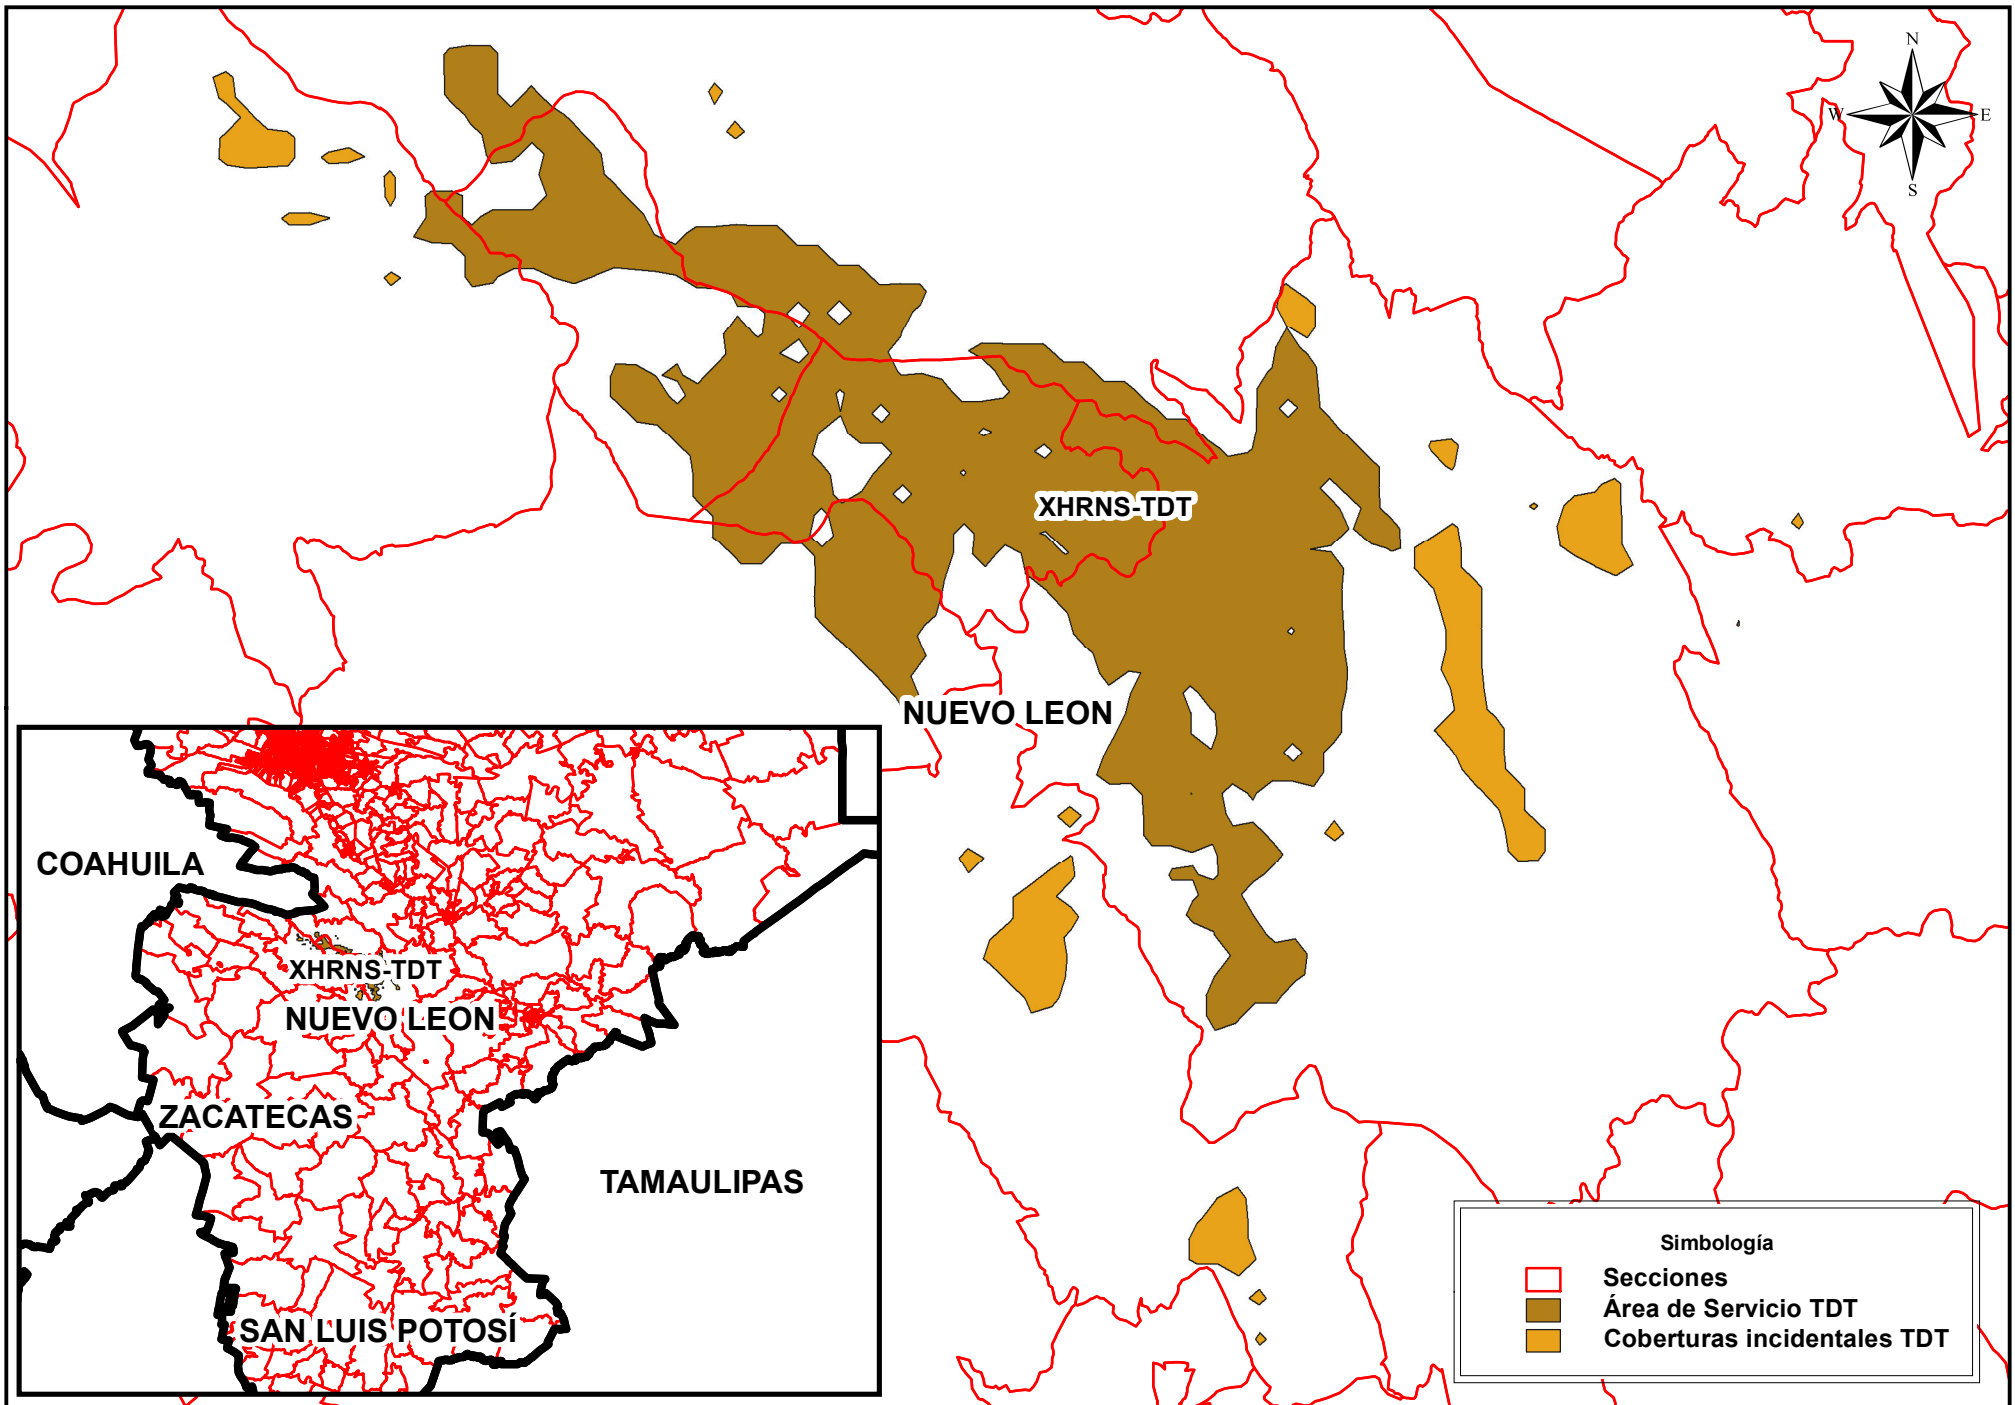 N
W E
S
XHRNS-TDT
NUEVO LEON
COAHUILA
XHRNS-TDT
NUEVO LEON
ZACATECAS
TAMAULIPAS
SAN LUIS POTOSÍ
Simbología
Secciones
Área de Servicio TDT
Coberturas incidentales TDT